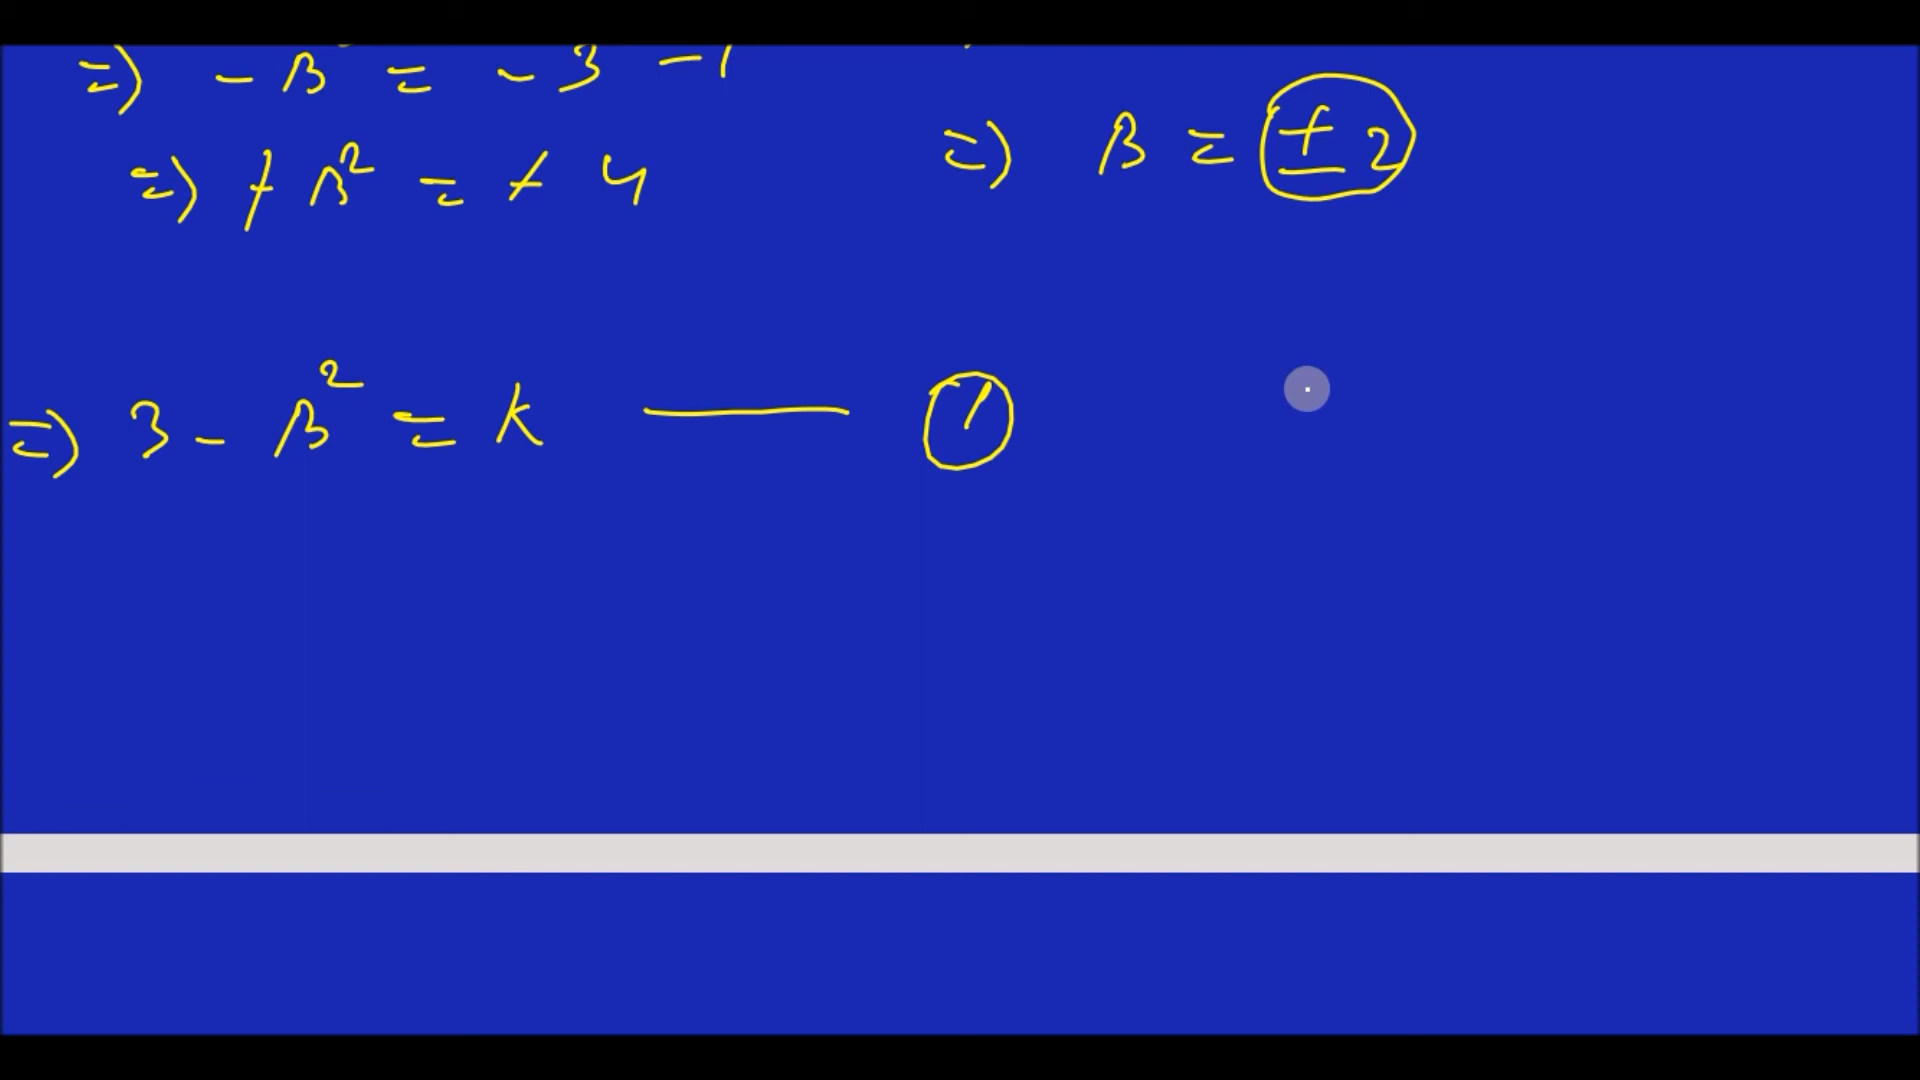 =) - β² = - 3 - 1
=) + β² = + 4
=) β = ± 2
=) 3 - β² = k —— 1